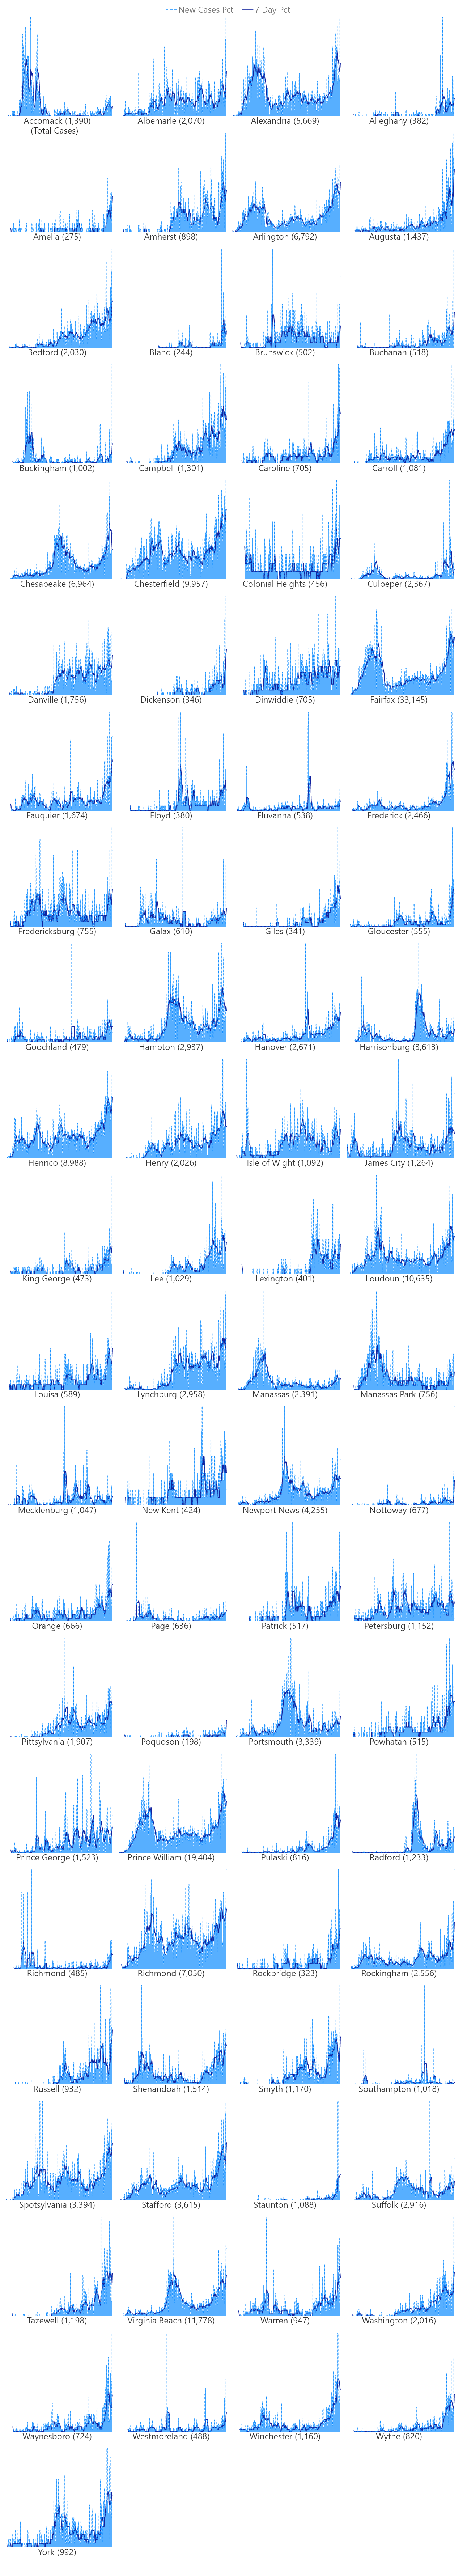 New Cases Pct 7 Day Pct
Accomack (1,390) Albemarle (2,070) Alexandria (5,669) Alleghany (382)
(Total Cases)
Amelia (275) Amherst (898) Arlington (6,792) Augusta (1,437)
Bedford (2,030) Bland (244) Brunswick (502) Buchanan (518)
Buckingham (1,002) Campbell (1,301) Caroline (705) Carroll (1,081)
Chesapeake (6,964) Chesterfield (9,957) Colonial Heights (456) Culpeper (2,367)
Danville (1,756) Dickenson (346) Dinwiddie (705) Fairfax (33,145)
Fauquier (1,674) Floyd (380) Fluvanna (538) Frederick (2,466)
Fredericksburg (755) Galax (610) Giles (341) Gloucester (555)
Goochland (479) Hampton (2,937) Hanover (2,671) Harrisonburg (3,613)
Henrico (8,988) Henry (2,026) Isle of Wight (1,092) James City (1,264)
King George (473) Lee (1,029) Lexington (401) Loudoun (10,635)
Louisa (589) Lynchburg (2,958) Manassas (2,391) Manassas Park (756)
Mecklenburg (1,047) New Kent (424) Newport News (4,255) Nottoway (677)
Orange (666) Page (636) Patrick (517) Petersburg (1,152)
Pittsylvania (1,907) Poquoson (198) Portsmouth (3,339) Powhatan (515)
Prince George (1,523) Prince William (19,404) Pulaski (816) Radford (1,233)
Richmond (485) Richmond (7,050) Rockbridge (323) Rockingham (2,556)
Russell (932) Shenandoah (1,514) Smyth (1,170) Southampton (1,018)
Spotsylvania (3,394) Stafford (3,615) Staunton (1,088) Suffolk (2,916)
Tazewell (1,198) Virginia Beach (11,778) Warren (947) Washington (2,016)
Waynesboro (724) Westmoreland (488) Winchester (1,160) Wythe (820)
York (992)